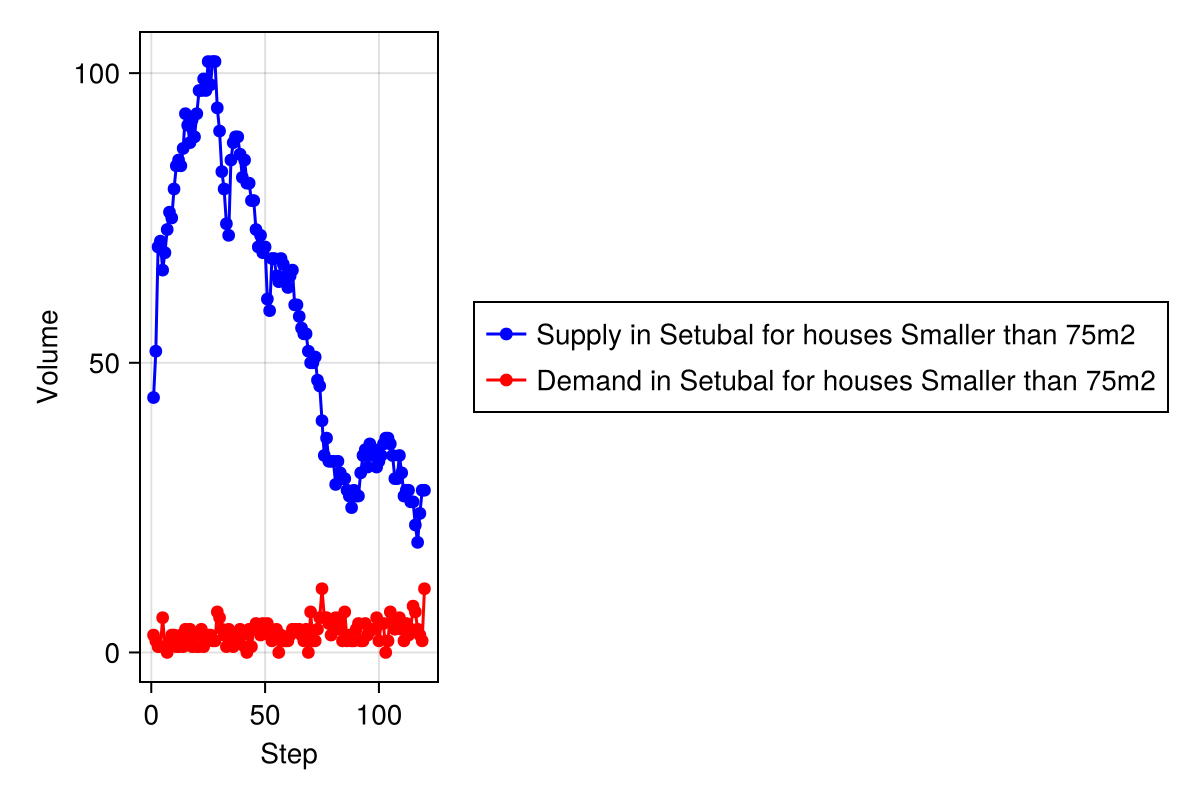 100
50
0
Volume
0 50 100
Step
Supply in Setubal for houses Smaller than 75m2
Demand in Setubal for houses Smaller than 75m2